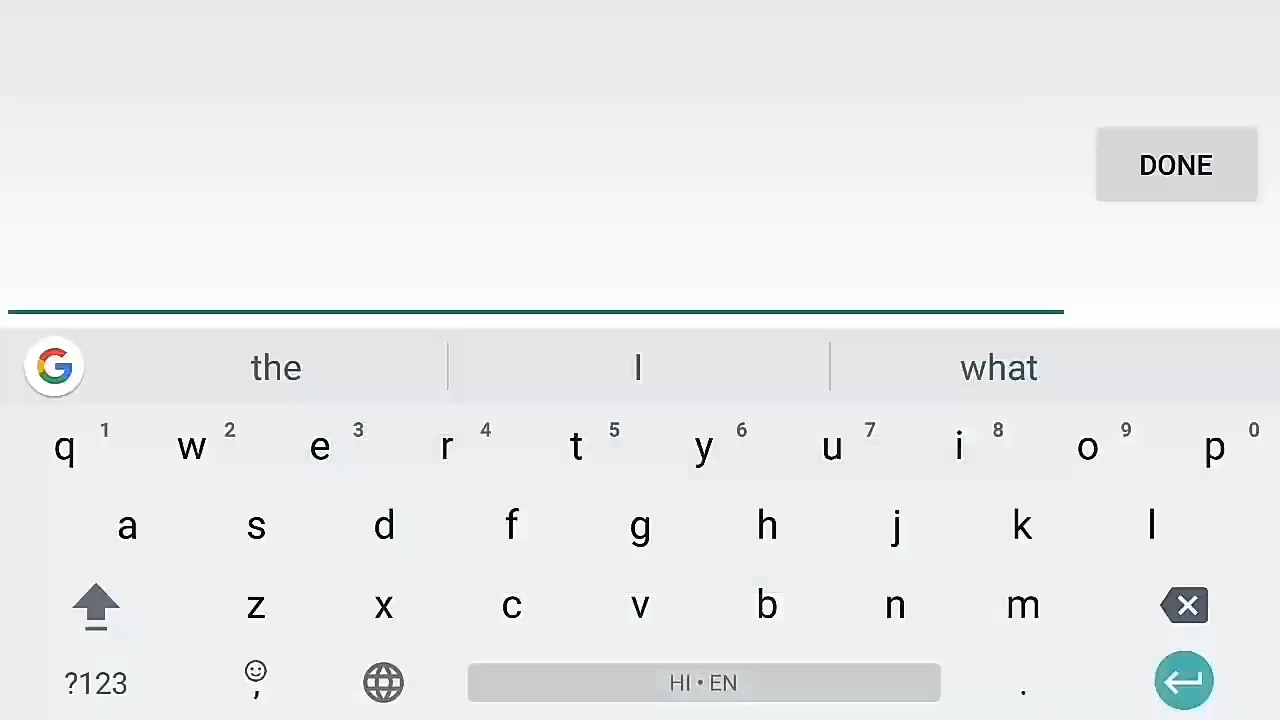 DONE
the I what
q 1 w 2 e 3 r 4 t 5 y 6 u 7 i 8 o 9 p 0
a s d f g h j k l
z x c v b n m
?123 , HI • EN .